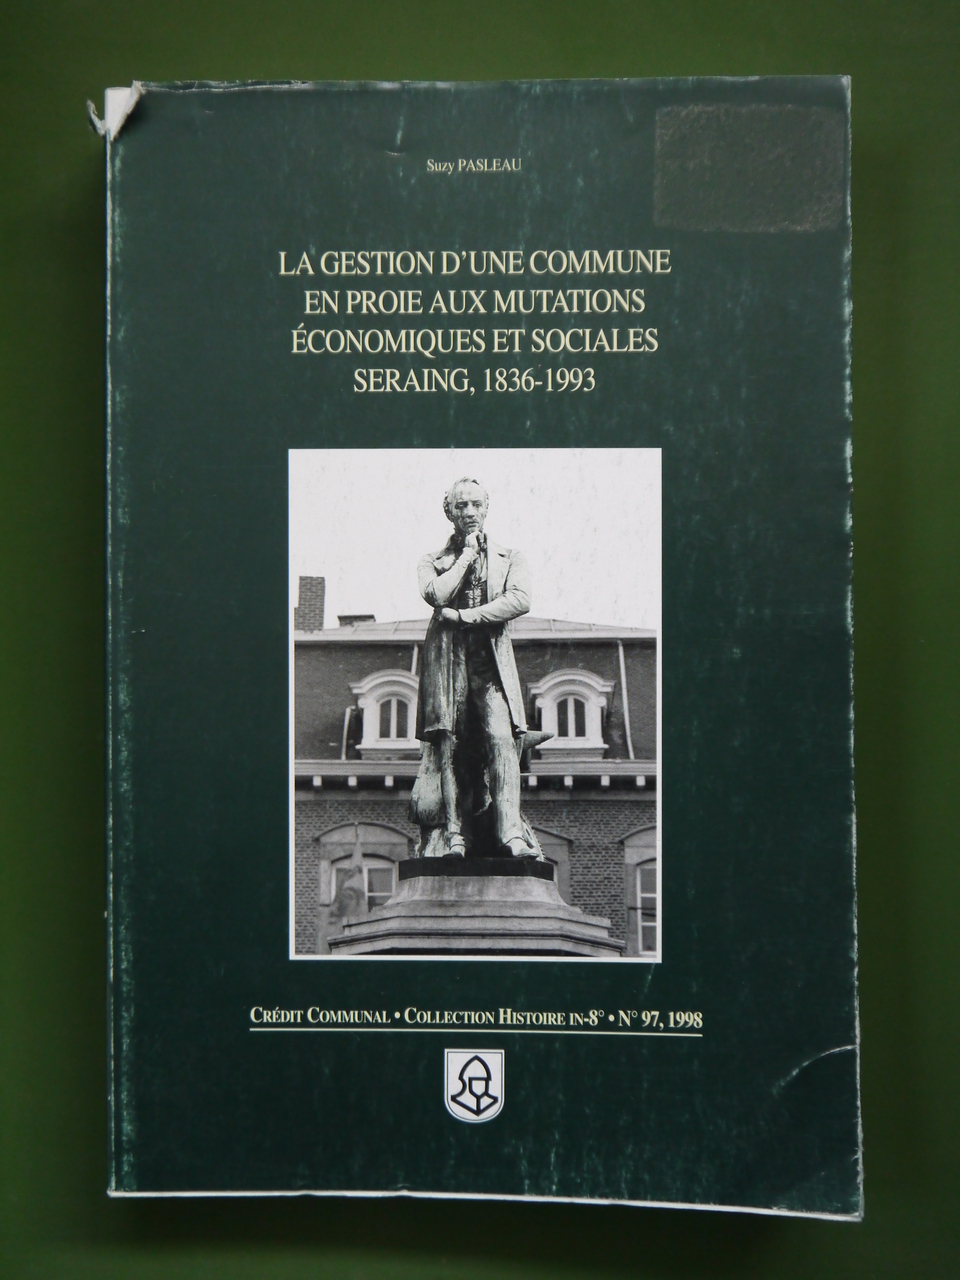 Suzy PASLEAU
LA GESTION D'UNE COMMUNE
EN PROIE AUX MUTATIONS
ÉCONOMIQUES ET SOCIALES
SERAING, 1836-1993
CRÉDIT COMMUNAL • COLLECTION HISTOIRE IN-8° • N° 97, 1998